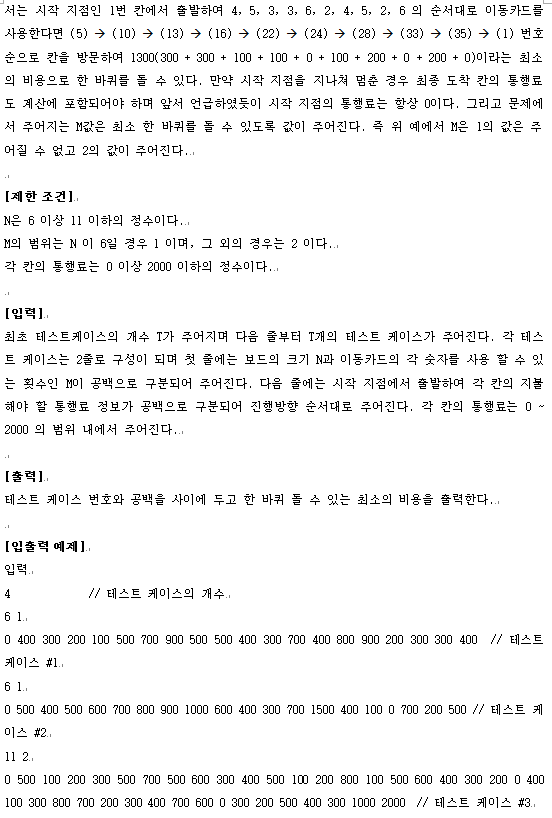 서는 시작 지점인 1번 칸에서 출발하여 4, 5, 3, 3, 6, 2, 4, 5, 2, 6 의 순서대로 이동카드를
사용한다면 (5) → (10) → (13) → (16) → (22) → (24) → (28) → (33) → (35) → (1) 번호
순으로 칸을 방문하여 1300(300 + 300 + 100 + 100 + 0 + 100 + 200 + 0 + 200 + 0)이라는 최소
의 비용으로 한 바퀴를 돌 수 있다. 만약 시작 지점을 지나쳐 멈춘 경우 최종 도착 칸의 통행료
도 계산에 포함되어야 하며 앞서 언급하였듯이 시작 지점의 통행료는 항상 0이다. 그리고 문제에
서 주어지는 M값은 최소 한 바퀴를 돌 수 있도록 값이 주어진다. 즉 위 예에서 M은 1의 값은 주
어질 수 없고 2의 값이 주어진다.
[제한 조건]
N은 6 이상 11 이하의 정수이다.
M의 범위는 N 이 6일 경우 1 이며, 그 외의 경우는 2 이다.
각 칸의 통행료는 0 이상 2000 이하의 정수이다.
[입력]
최초 테스트케이스의 개수 T가 주어지며 다음 줄부터 T개의 테스트 케이스가 주어진다. 각 테스
트 케이스는 2줄로 구성이 되며 첫 줄에는 보드의 크기 N과 이동카드의 각 숫자를 사용 할 수 있
는 횟수인 M이 공백으로 구분되어 주어진다. 다음 줄에는 시작 지점에서 출발하여 각 칸의 지불
해야 할 통행료 정보가 공백으로 구분되어 진행방향 순서대로 주어진다. 각 칸의 통행료는 0 ~
2000 의 범위 내에서 주어진다.
[출력]
테스트 케이스 번호와 공백을 사이에 두고 한 바퀴 돌 수 있는 최소의 비용을 출력한다.
[입출력 예제]
입력
4 // 테스트 케이스의 개수
6 1
0 400 300 200 100 500 700 900 500 500 400 300 700 400 800 900 200 300 300 400 // 테스트
케이스 #1
6 1
0 500 400 500 600 700 800 900 1000 600 400 300 700 1500 400 100 0 700 200 500 // 테스트 케
이스 #2
11 2
0 500 100 200 300 500 700 500 600 300 400 500 100 200 800 100 500 600 400 300 200 0 400
100 300 800 700 200 300 400 700 600 0 300 200 500 400 300 1000 2000 // 테스트 케이스 #3